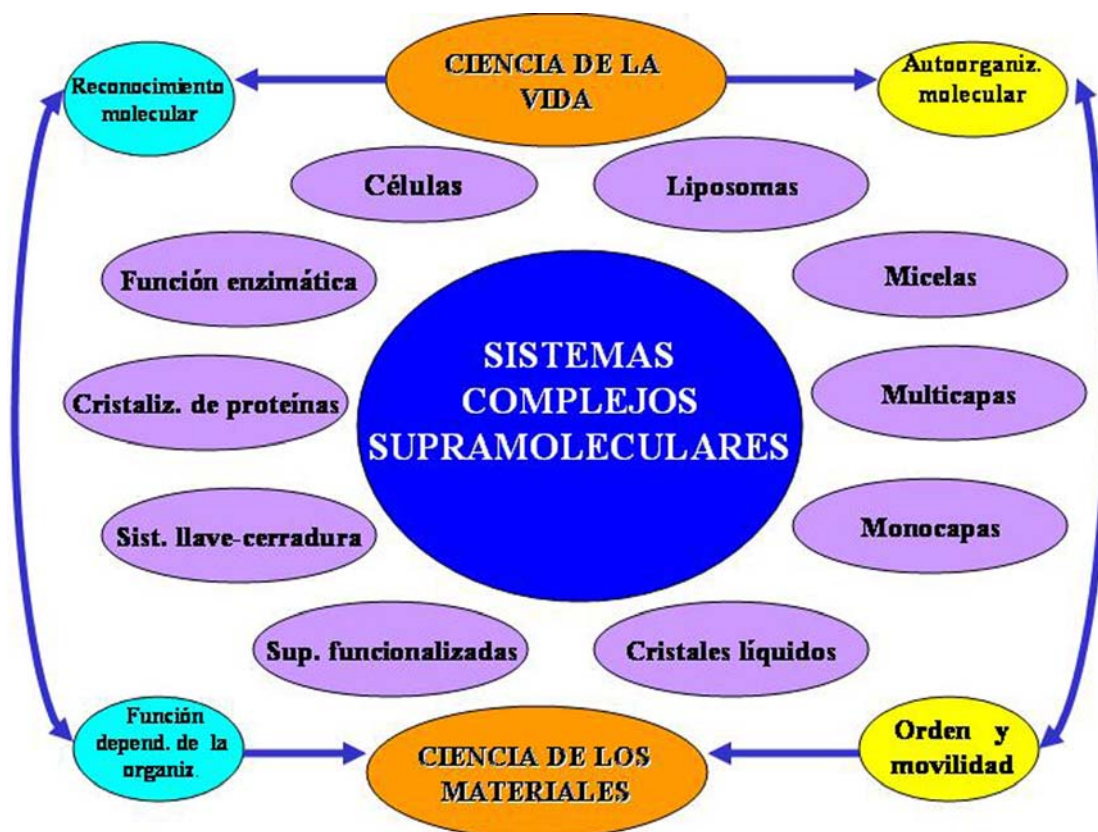 CIENCIA DE LA
VIDA
Reconocimiento
molecular
Autoorganiz.
molecular
Células
Liposomas
Función enzimática
Micelas
SISTEMAS
COMPLEJOS
SUPRAMOLECULARES
Cristaliz. de proteínas
Multicapas
Sist. llave-cerradura
Monocapas
Sup. funcionalizadas
Cristales líquidos
Función
depend. de la
organiz.
CIENCIA DE LOS
MATERIALES
Orden y
movilidad